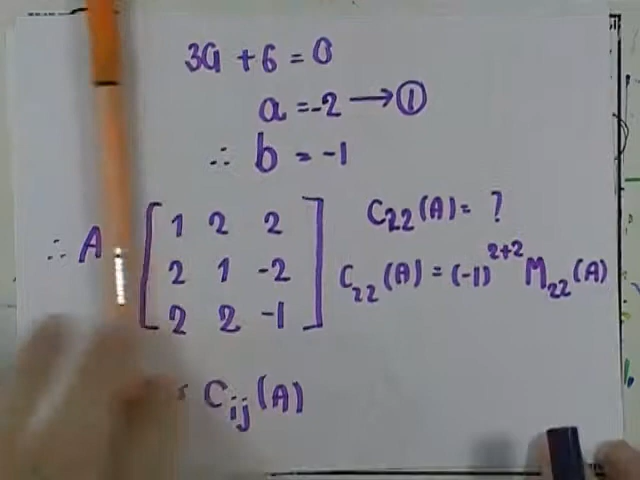 3a + 6 = 0
a = -2 → ①
∴ b = -1
∴ A
1 2 2
2 1 -2
2 2 -1
C22 (A) = ?
C22 (A) = (-1)^2+2 M22 (A)
Cij (A)